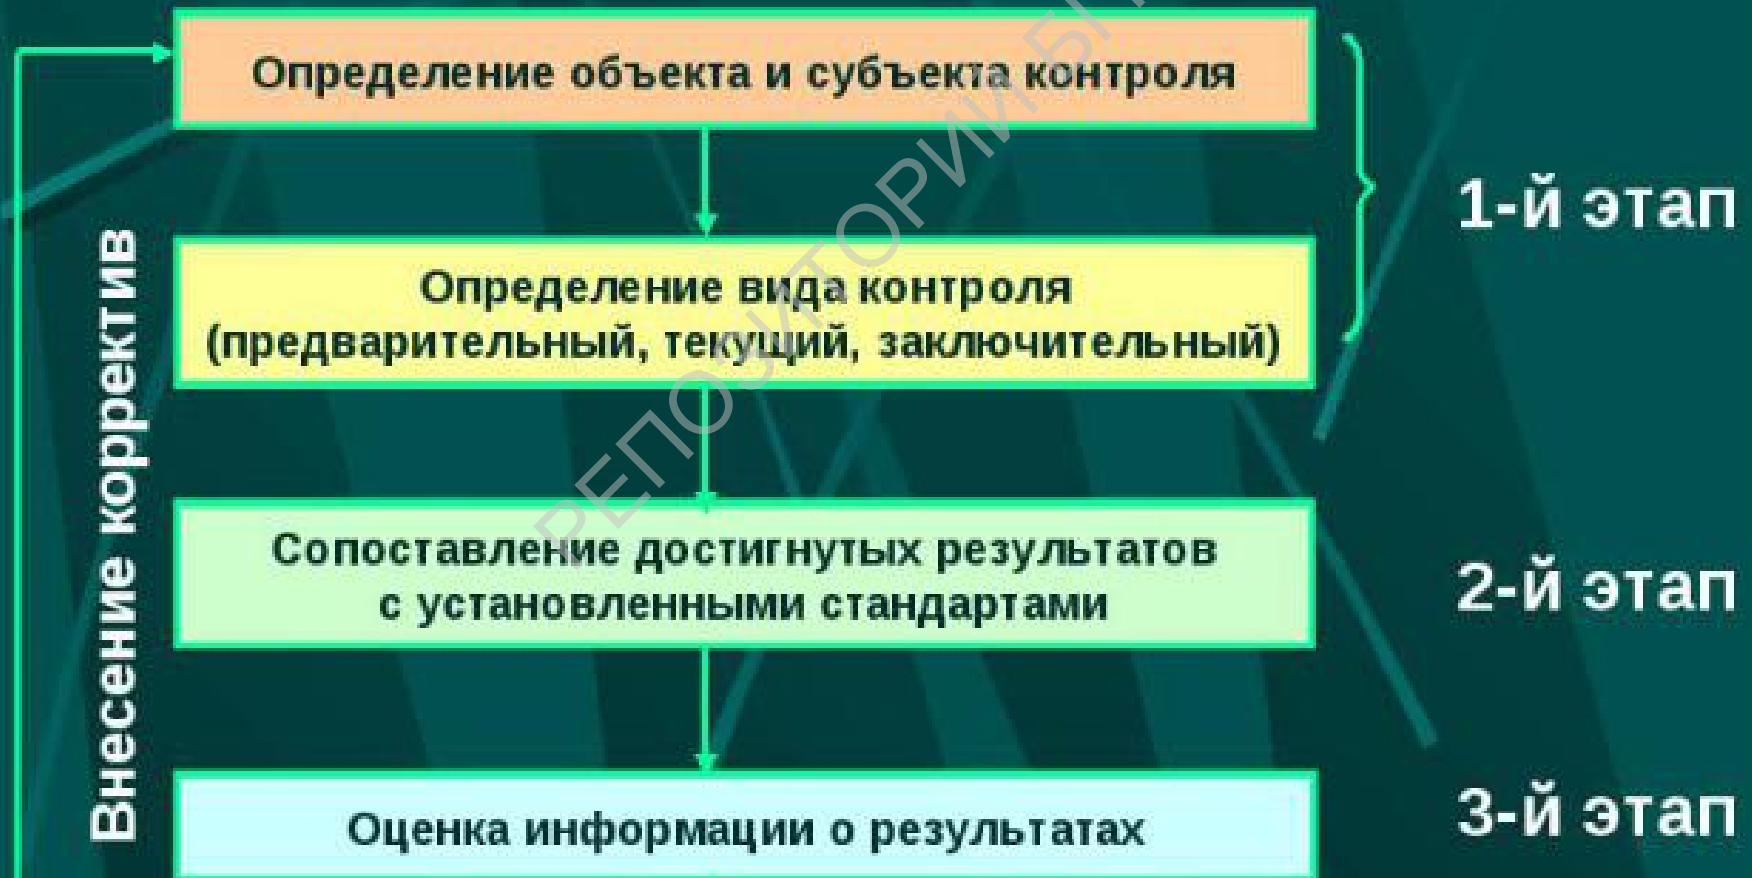 Определение объекта и субъекта контроля
1-й этап
Определение вида контроля
(предварительный, текущий, заключительный)
Внесение корректив
Сопоставление достигнутых результатов
с установленными стандартами
2-й этап
Оценка информации о результатах
3-й этап
РЕПОЗИТОРИЙ